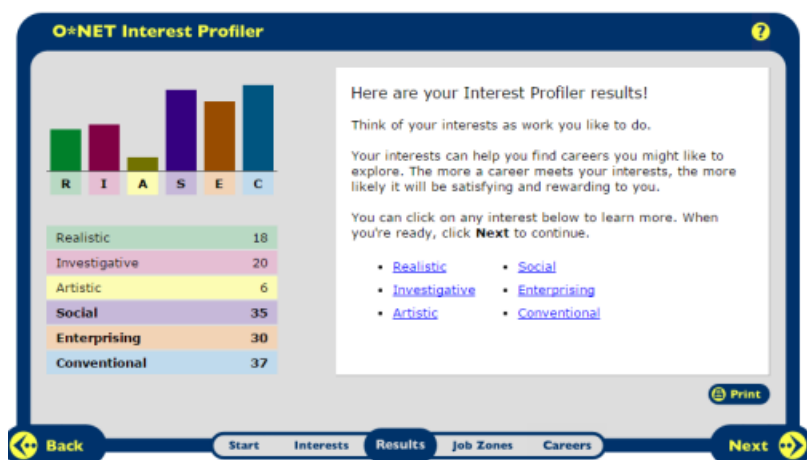 O*NET Interest Profiler
?
R I A S E C
Realistic 18
Investigative 20
Artistic 6
Social 35
Enterprising 30
Conventional 37
Here are your Interest Profiler results!
Think of your interests as work you like to do.
Your interests can help you find careers you might like to
explore. The more a career meets your interests, the more
likely it will be satisfying and rewarding to you.
You can click on any interest below to learn more. When
you're ready, click Next to continue.
• Realistic • Social
• Investigative • Enterprising
• Artistic • Conventional
Print
Back Start Interests Results Job Zones Careers Next